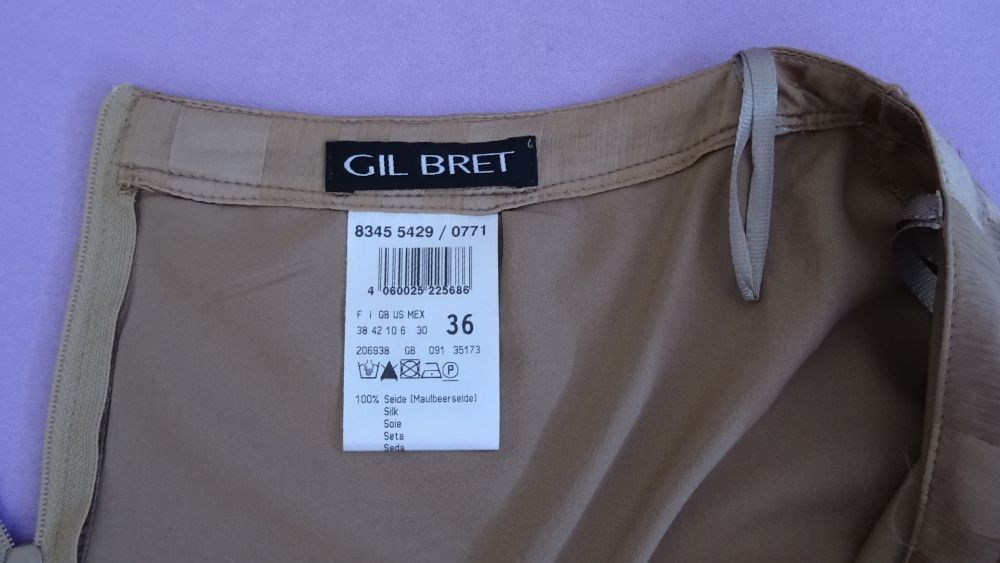 GIL BRET
8345 5429 / 0771
4 060025 225686
F I GB US MEX
38 42 10 6 30 36
206938 GB 091 35173
P
100% Seide [Maulbeerseide]
Silk
Soie
Seta
Seda